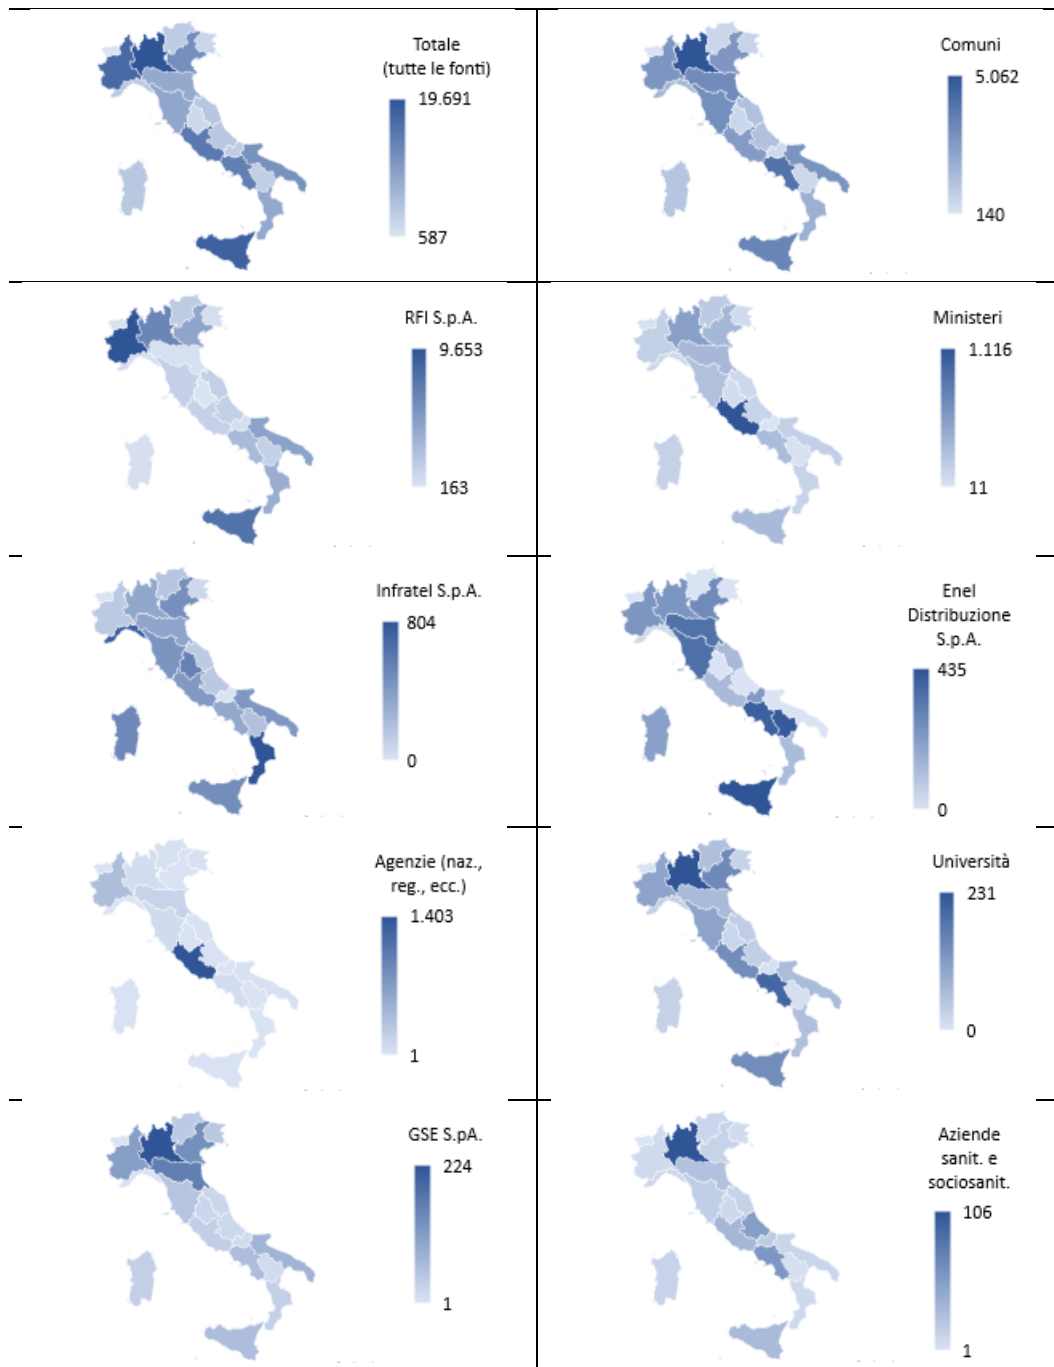 Totale
(tutte le fonti)
19.691
587
Comuni
5.062
140
RFI S.p.A.
9.653
163
Ministeri
1.116
11
Infratel S.p.A.
804
0
Enel
Distribuzione
S.p.A.
435
0
Agenzie (naz.,
reg., ecc.)
1.403
1
Università
231
0
GSE S.pA.
224
1
Aziende
sanit. e
sociosanit.
106
1